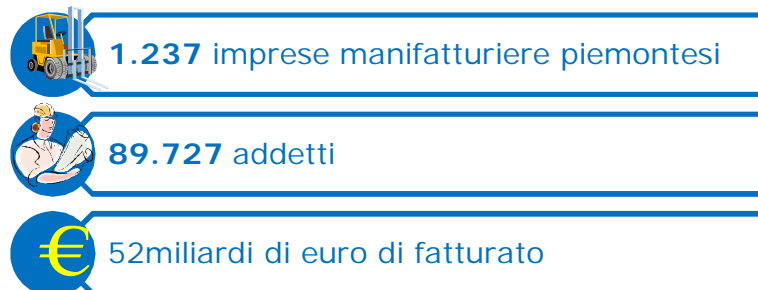 1.237 imprese manifatturiere piemontesi
89.727 addetti
€
52miliardi di euro di fatturato